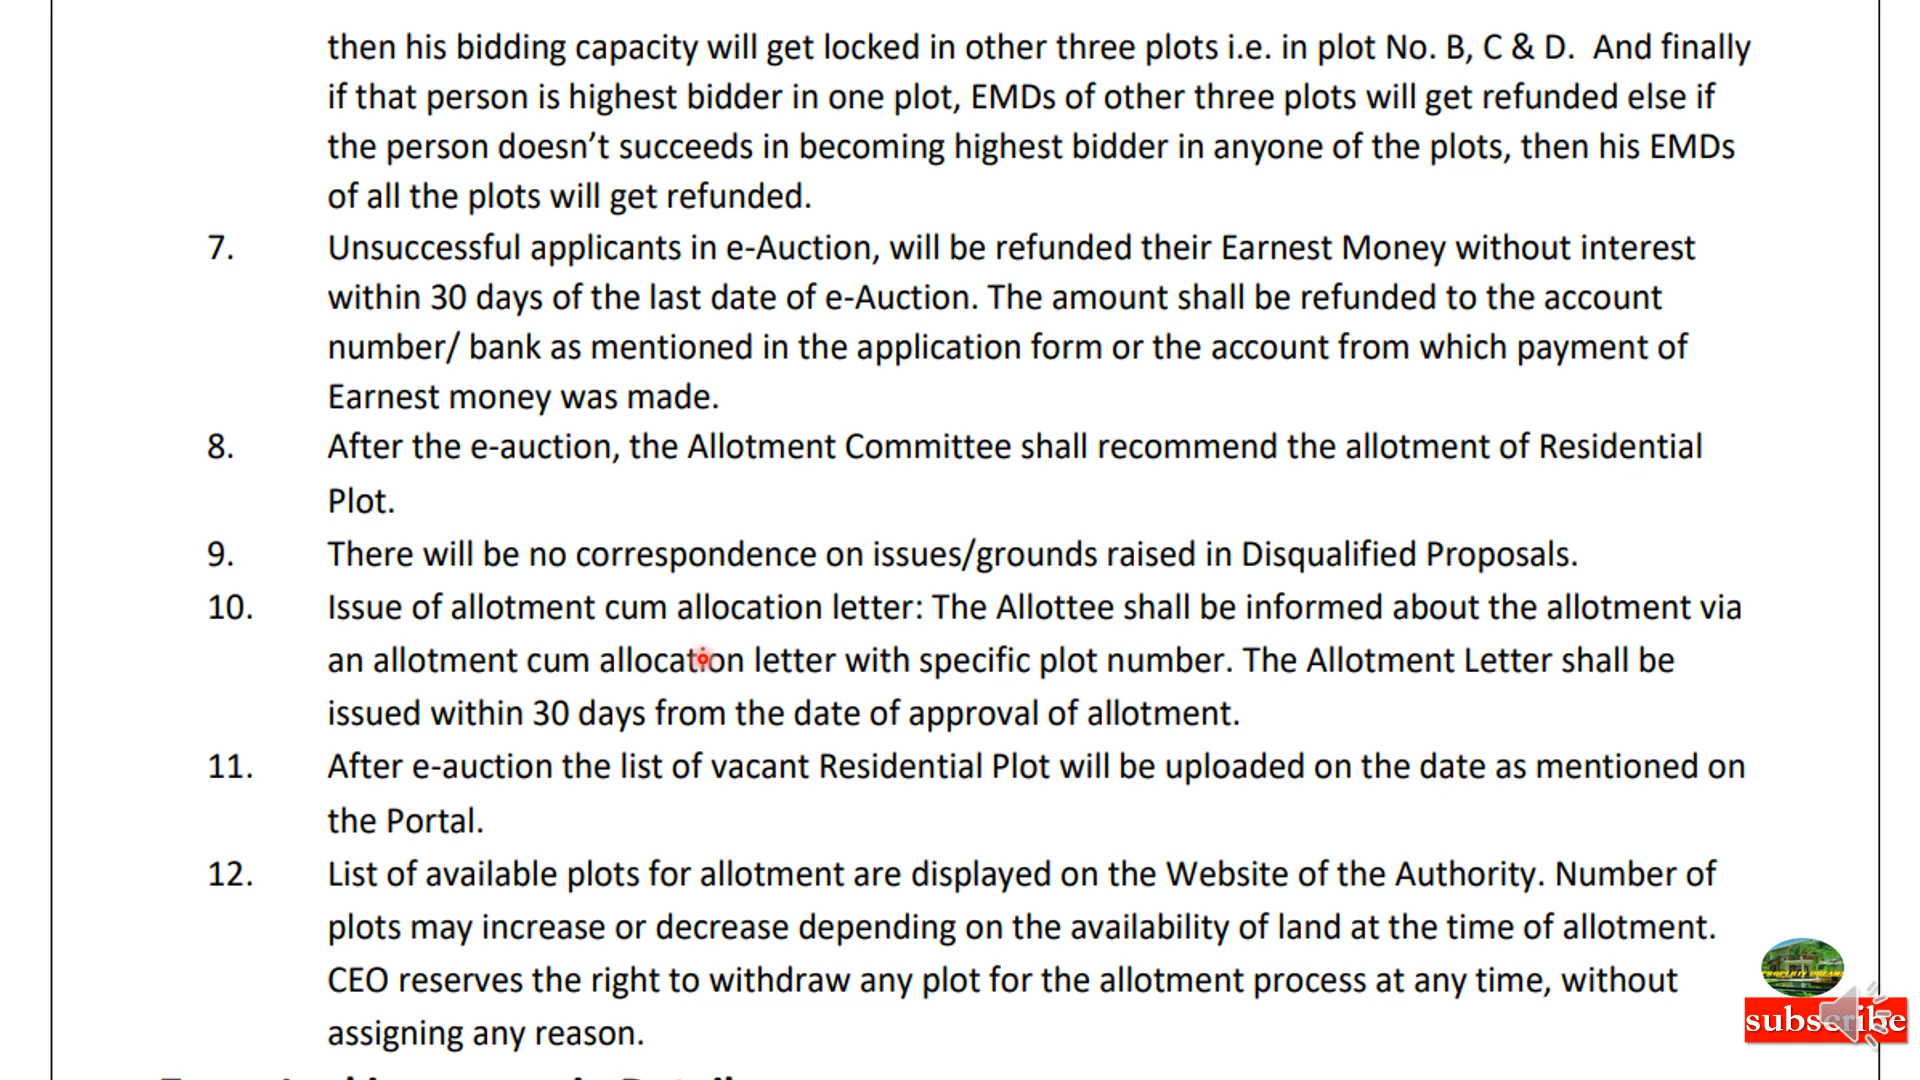 then his bidding capacity will get locked in other three plots i.e. in plot No. B, C & D.  And finally
if that person is highest bidder in one plot, EMDs of other three plots will get refunded else if
the person doesn’t succeeds in becoming highest bidder in anyone of the plots, then his EMDs
of all the plots will get refunded.
7. Unsuccessful applicants in e-Auction, will be refunded their Earnest Money without interest
within 30 days of the last date of e-Auction. The amount shall be refunded to the account
number/ bank as mentioned in the application form or the account from which payment of
Earnest money was made.
8. After the e-auction, the Allotment Committee shall recommend the allotment of Residential
Plot.
9. There will be no correspondence on issues/grounds raised in Disqualified Proposals.
10. Issue of allotment cum allocation letter: The Allottee shall be informed about the allotment via
an allotment cum allocation letter with specific plot number. The Allotment Letter shall be
issued within 30 days from the date of approval of allotment.
11. After e-auction the list of vacant Residential Plot will be uploaded on the date as mentioned on
the Portal.
12. List of available plots for allotment are displayed on the Website of the Authority. Number of
plots may increase or decrease depending on the availability of land at the time of allotment.
CEO reserves the right to withdraw any plot for the allotment process at any time, without
assigning any reason.
subscribe